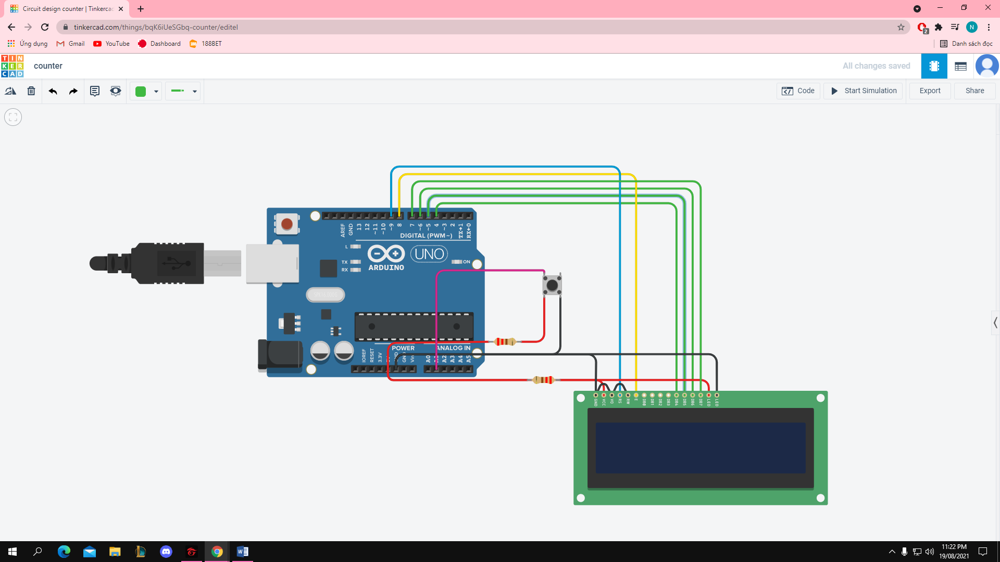 Circuit design counter | Tinkercad
tinkercad.com/things/bqK6iUeSGbq-counter/editel
2
N
Ứng dụng
Gmail
YouTube
Dashboard
188BET
Danh sách đọc
TIN
KER
CAD
counter
All changes saved
Code
Start Simulation
Export
Share
AREF
GND
13
12
~11
~10
~9
8
7
~6
~5
4
~3
2
TX→1
RX←0
DIGITAL (PWM~)
L
TX
RX
ARDUINO
UNO
ON
POWER
ANALOG IN
IOREF
RESET
3.3V
GND
Vin
A0
A2
A3
A4
A5
GND
VCC
VO
RS
RW
E
DB0
DB1
DB2
DB3
DB4
DB5
DB6
DB7
LED
LED
11:22 PM
19/08/2021